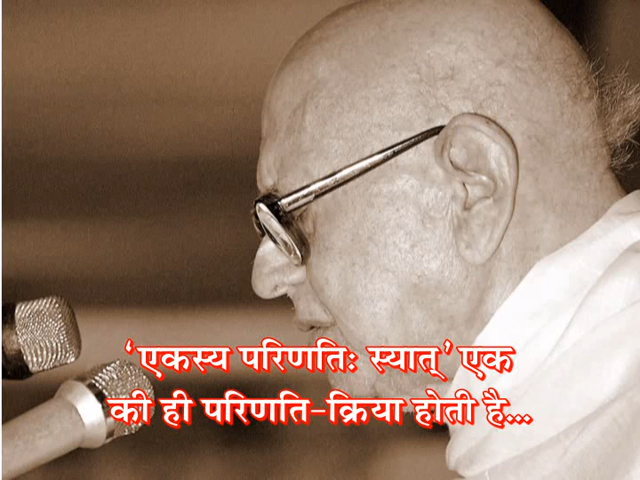 ‘एकस्य परिणतिः स्यात्’ एक
की ही परिणति-क्रिया होती है...